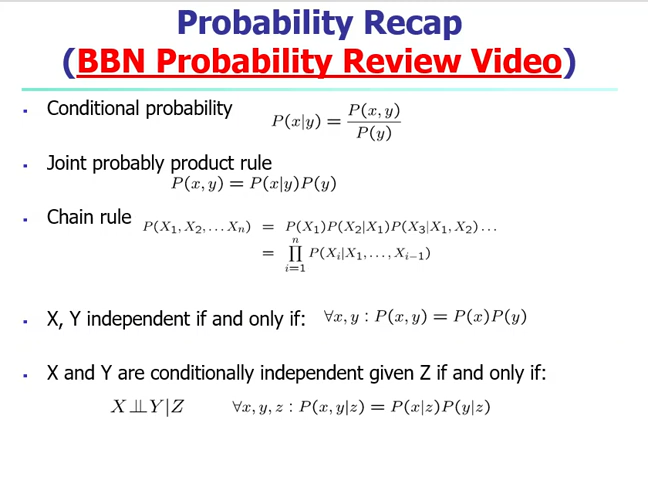 Probability Recap
(BBN Probability Review Video)
▪ Conditional probability P(x|y) = P(x, y) / P(y)
▪ Joint probably product rule
P(x, y) = P(x|y)P(y)
▪ Chain rule P(X₁, X₂, . . . Xₙ) = P(X₁)P(X₂|X₁)P(X₃|X₁, X₂) . . .
= ∏ⁿᵢ₌₁ P(Xᵢ|X₁, . . . , Xᵢ₋₁)
▪ X, Y independent if and only if: ∀x, y : P(x, y) = P(x)P(y)
▪ X and Y are conditionally independent given Z if and only if:
X ⫫ Y|Z ∀x, y, z : P(x, y|z) = P(x|z)P(y|z)